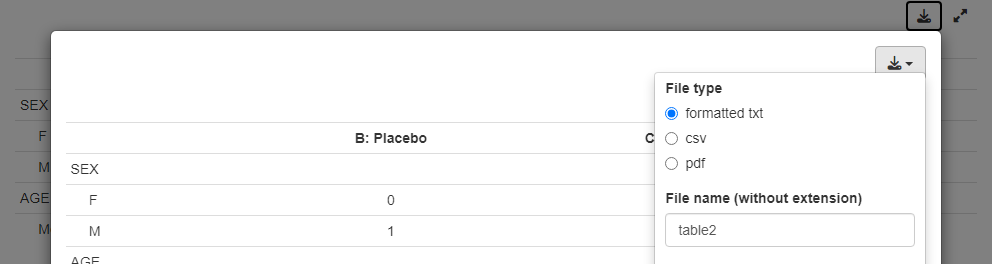 File type
SEX
formatted txt
F
B: Placebo
C
csv
M
SEX
pdf
AGE
F
0
File name (without extension)
M
M
1
table2
AGE